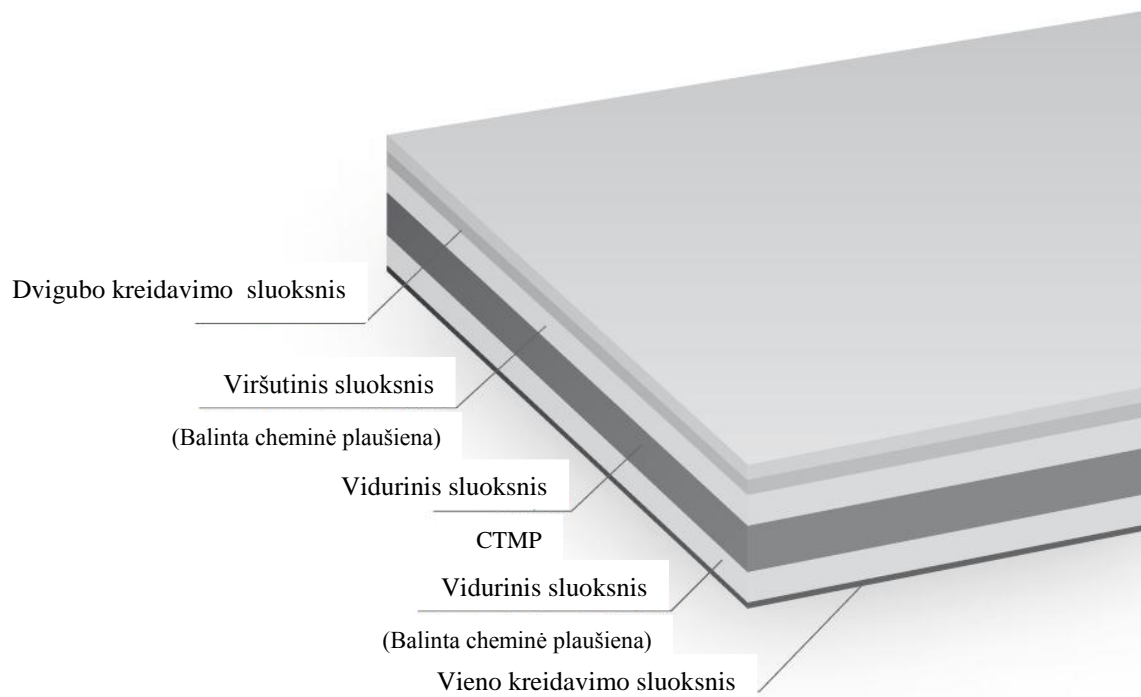 Dvigubo kreidavimo sluoksnis
Viršutinis sluoksnis
(Balinta cheminė plaušiena)
Vidurinis sluoksnis
CTMP
Vidurinis sluoksnis
(Balinta cheminė plaušiena)
Vieno kreidavimo sluoksnis